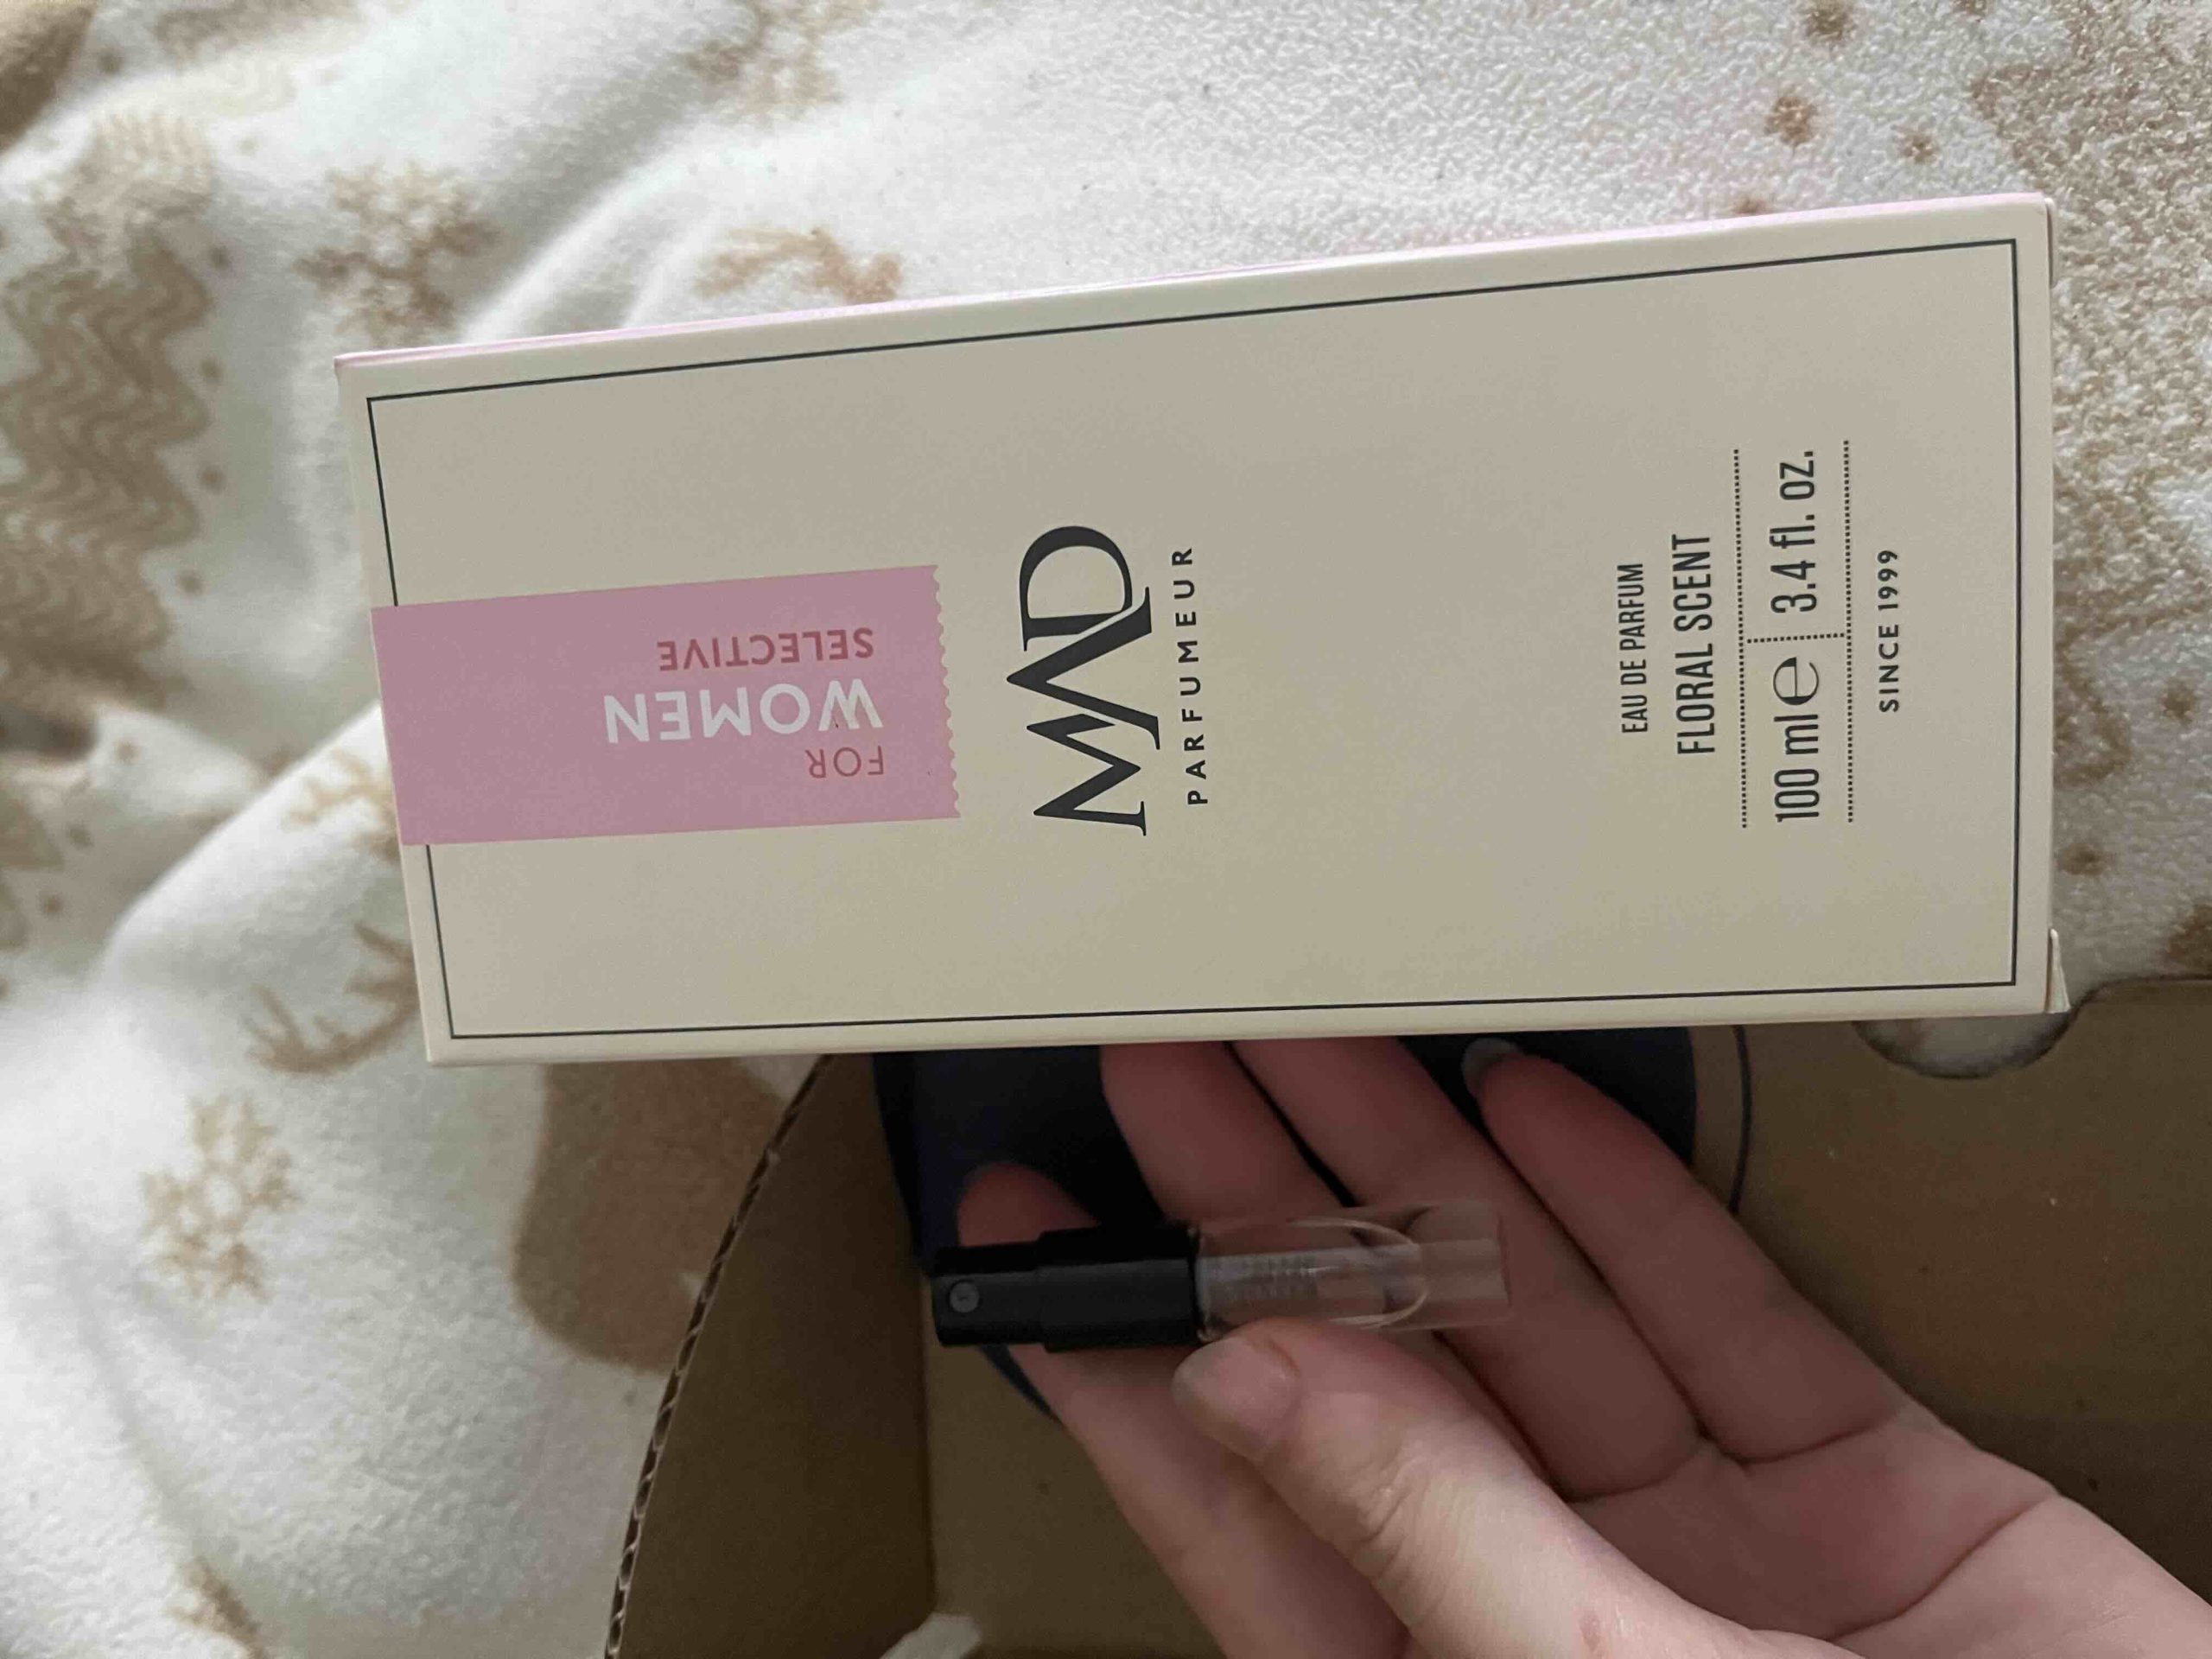 FOR
WOMEN
SELECTIVE
MAD
PARFUMEUR
EAU DE PARFUM
FLORAL SCENT
100 ml ℮ 3.4 fl. oz.
SINCE 1999